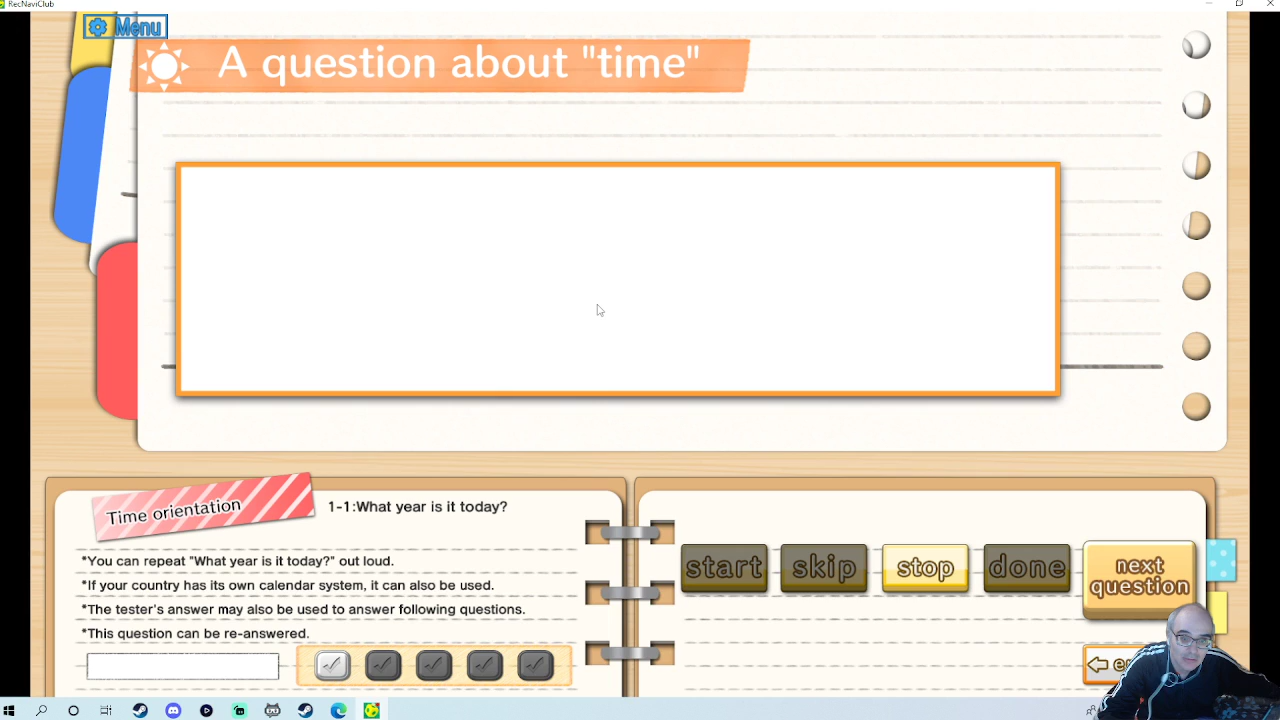 RecNaviClub
Menu
A question about "time"
Time orientation
1-1:What year is it today?
*You can repeat "What year is it today?" out loud.
*If your country has its own calendar system, it can also be used.
*The tester's answer may also be used to answer following questions.
*This question can be re-answered.
start
skip
stop
done
next
question